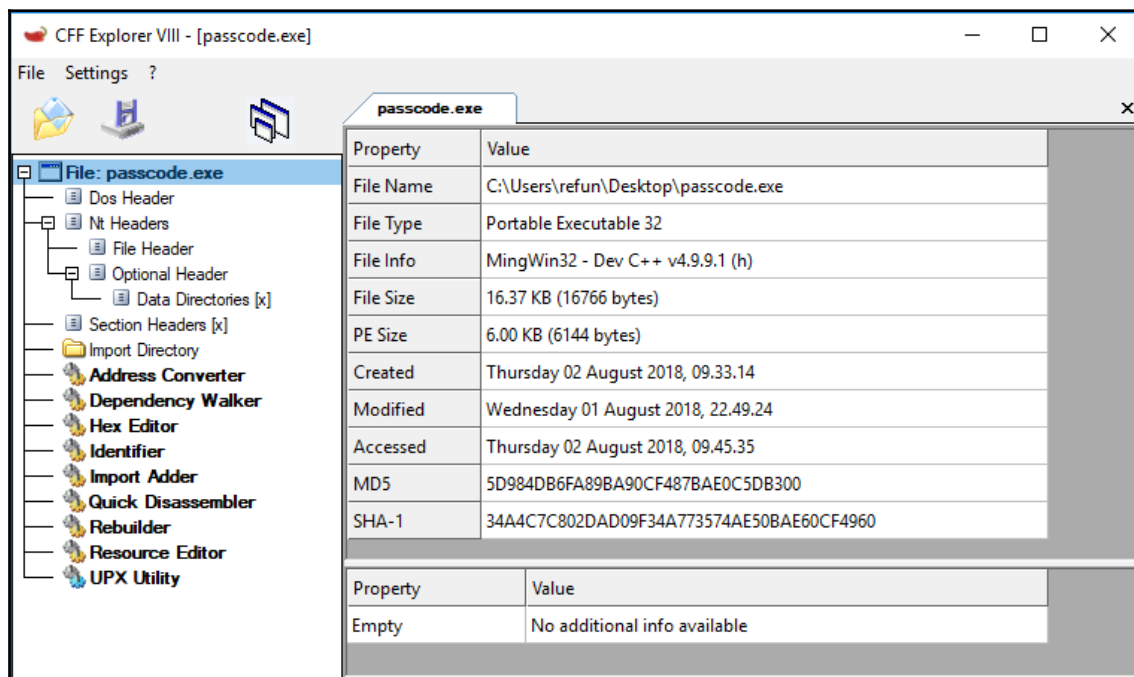 CFF Explorer VIII - [passcode.exe]
File Settings ?
passcode.exe
File: passcode.exe
Dos Header
Nt Headers
File Header
Optional Header
Data Directories [x]
Section Headers [x]
Import Directory
Address Converter
Dependency Walker
Hex Editor
Identifier
Import Adder
Quick Disassembler
Rebuilder
Resource Editor
UPX Utility
Property Value
File Name C:\Users\refun\Desktop\passcode.exe
File Type Portable Executable 32
File Info MingWin32 - Dev C++ v4.9.9.1 (h)
File Size 16.37 KB (16766 bytes)
PE Size 6.00 KB (6144 bytes)
Created Thursday 02 August 2018, 09.33.14
Modified Wednesday 01 August 2018, 22.49.24
Accessed Thursday 02 August 2018, 09.45.35
MD5 5D984DB6FA89BA90CF487BAE0C5DB300
SHA-1 34A4C7C802DAD09F34A773574AE50BAE60CF4960
Property Value
Empty No additional info available